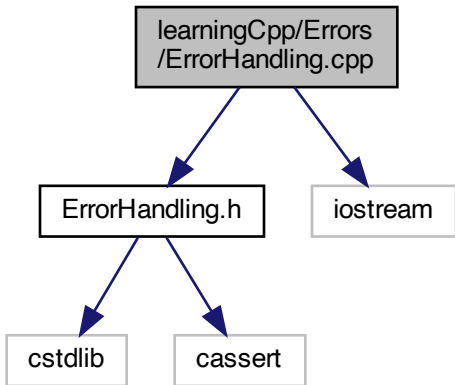 learningCpp/Errors
/ErrorHandling.cpp
ErrorHandling.h
iostream
cstdlib
cassert